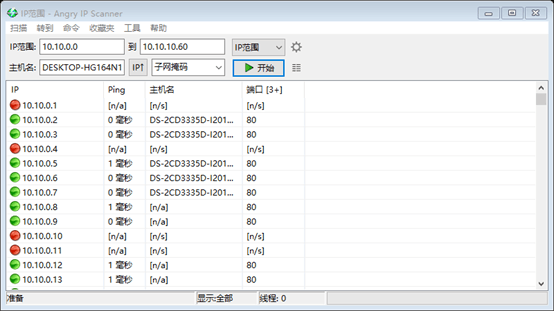 IP范围 - Angry IP Scanner
扫描 转到 命令 收藏夹 工具 帮助
IP范围: 10.10.0.0 到 10.10.10.60 IP范围
主机名: DESKTOP-HG164N1 IP↑ 子网掩码 开始
IP Ping 主机名 端口 [3+]
10.10.0.1 [n/a] [n/s] [n/s]
10.10.0.2 0 毫秒 DS-2CD3335D-I201... 80
10.10.0.3 0 毫秒 DS-2CD3335D-I201... 80
10.10.0.4 [n/a] [n/s] [n/s]
10.10.0.5 1 毫秒 DS-2CD3335D-I201... 80
10.10.0.6 0 毫秒 DS-2CD3335D-I201... 80
10.10.0.7 0 毫秒 DS-2CD3335D-I201... 80
10.10.0.8 1 毫秒 [n/a] 80
10.10.0.9 0 毫秒 [n/a] 80
10.10.0.10 [n/a] [n/s] [n/s]
10.10.0.11 [n/a] [n/s] [n/s]
10.10.0.12 1 毫秒 [n/a] 80
10.10.0.13 1 毫秒 [n/a] 80
准备 显示:全部 线程: 0